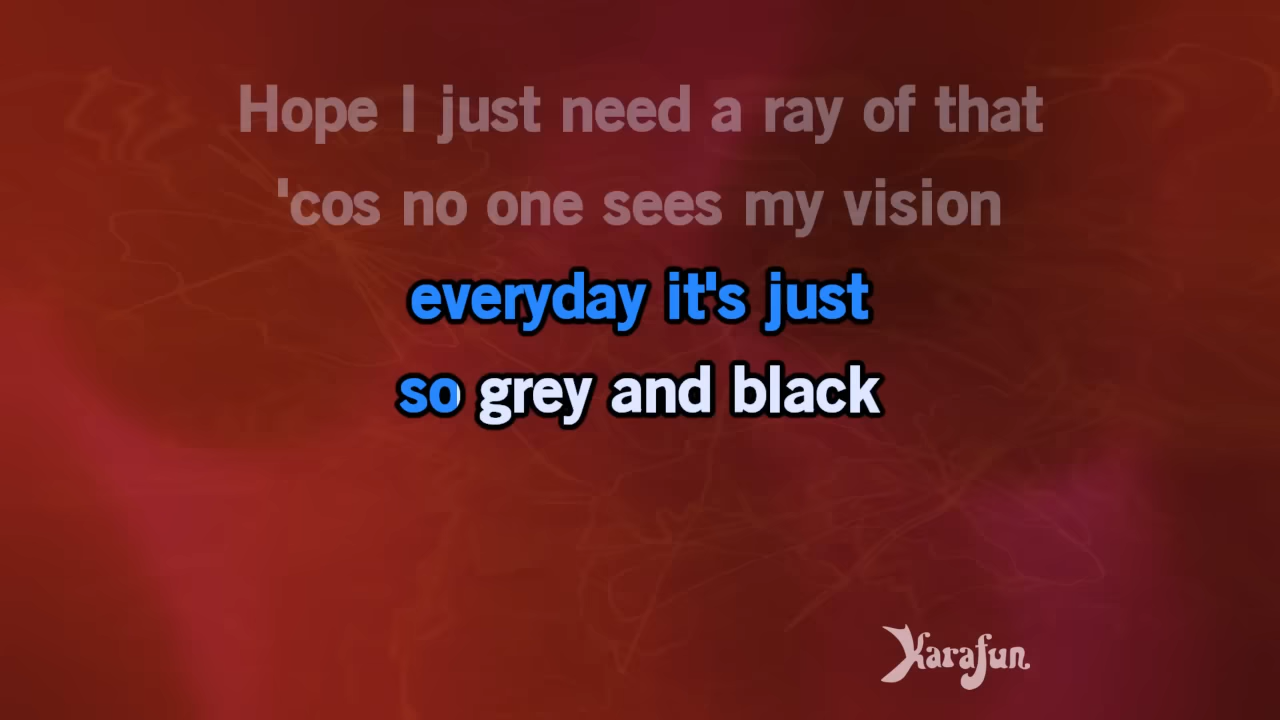 Hope I just need a ray of that
'cos no one sees my vision
everyday it's just
so grey and black
Karafun